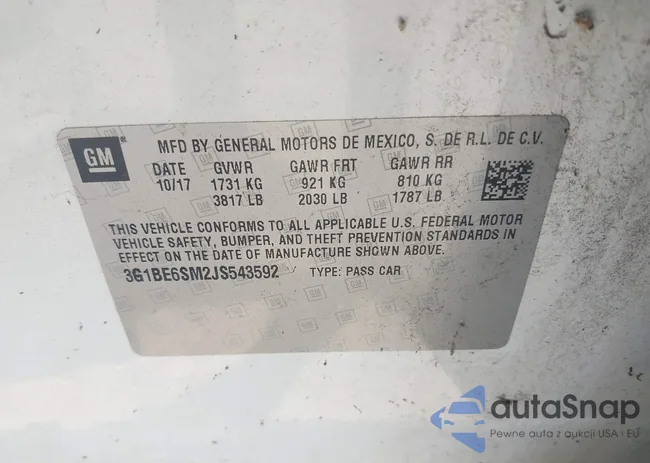 GM
MFD BY GENERAL MOTORS DE MEXICO, S. DE R.L. DE C.V.
DATE GVWR GAWR FRT GAWR RR
10/17 1731 KG 921 KG 810 KG
3817 LB 2030 LB 1787 LB
THIS VEHICLE CONFORMS TO ALL APPLICABLE U.S. FEDERAL MOTOR
VEHICLE SAFETY, BUMPER, AND THEFT PREVENTION STANDARDS IN
EFFECT ON THE DATE OF MANUFACTURE SHOWN ABOVE.
3G1BE6SM2JS543592 TYPE: PASS CAR
autaSnap
Pewne auta z aukcji USA i EU